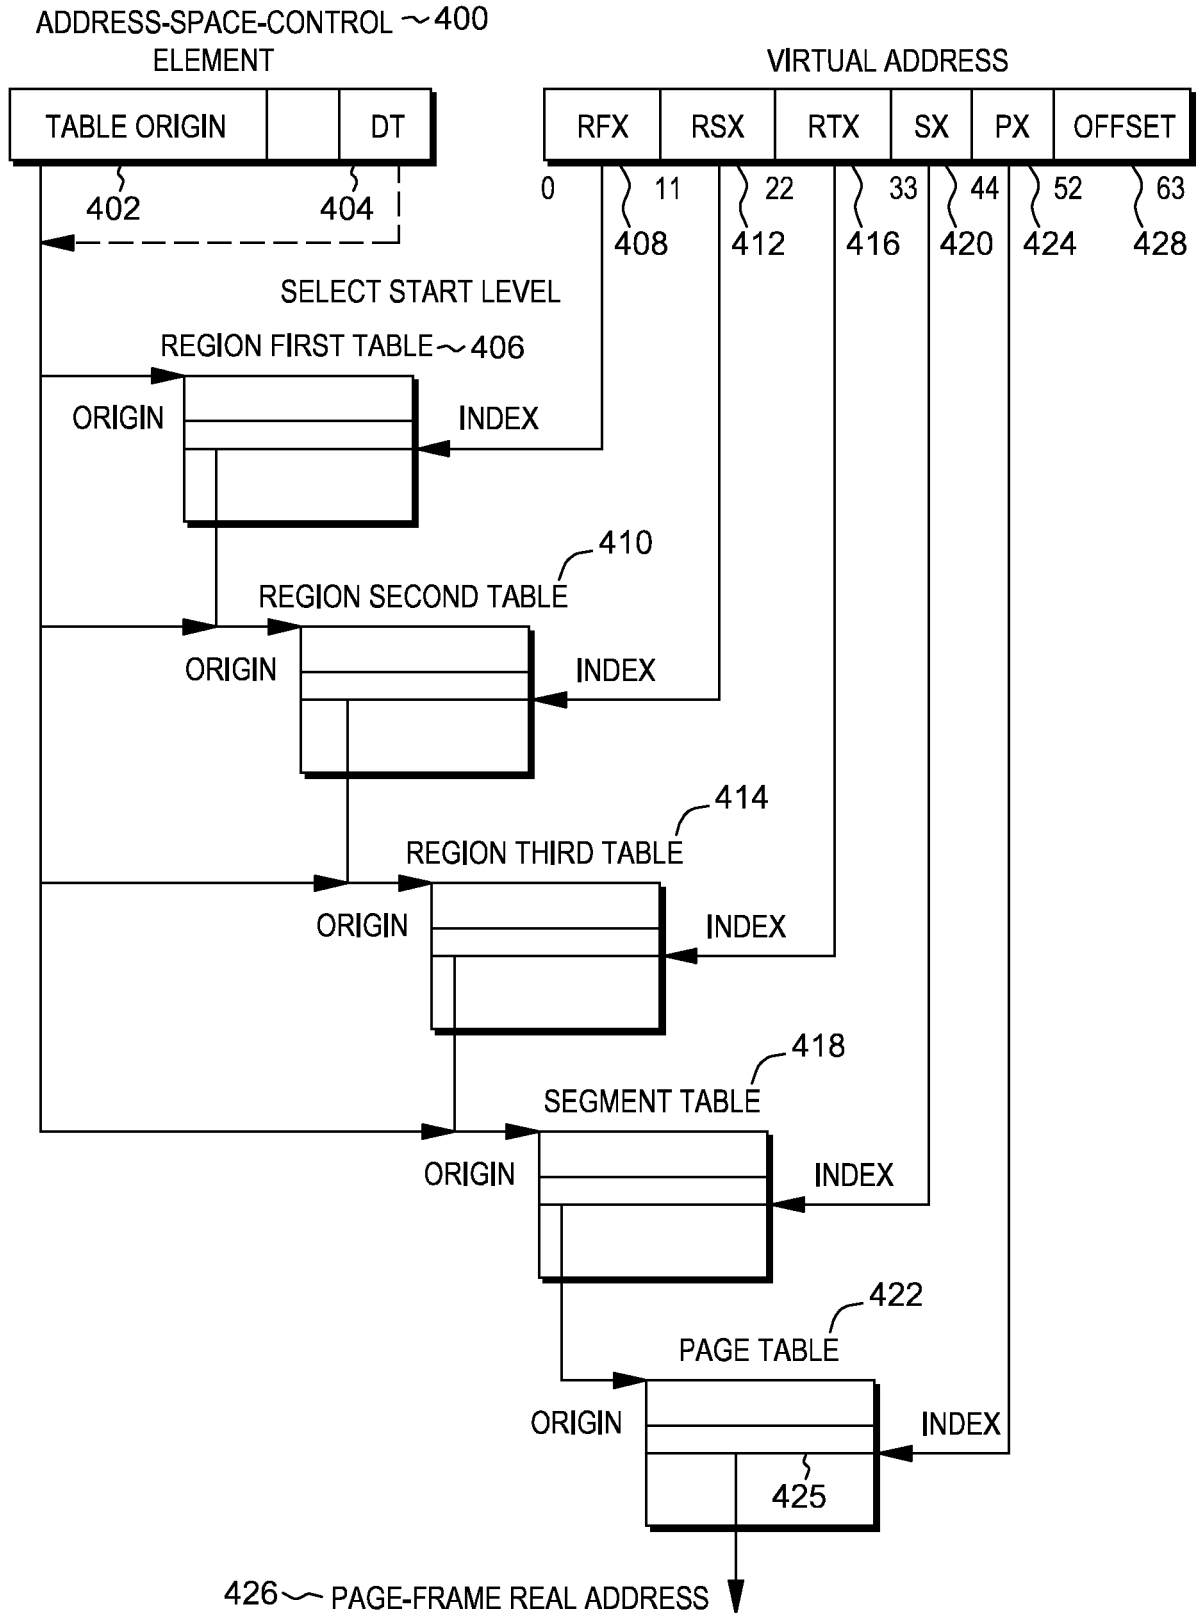 ADDRESS-SPACE-CONTROL ~400
ELEMENT
VIRTUAL ADDRESS
TABLE ORIGIN DT
RFX RSX RTX SX PX OFFSET
0 11 22 33 44 52 63
402 404
408 412 416 420 424 428
SELECT START LEVEL
REGION FIRST TABLE ~406
ORIGIN INDEX
410
REGION SECOND TABLE
ORIGIN INDEX
414
REGION THIRD TABLE
ORIGIN INDEX
418
SEGMENT TABLE
ORIGIN INDEX
422
PAGE TABLE
ORIGIN INDEX
425
426~ PAGE-FRAME REAL ADDRESS